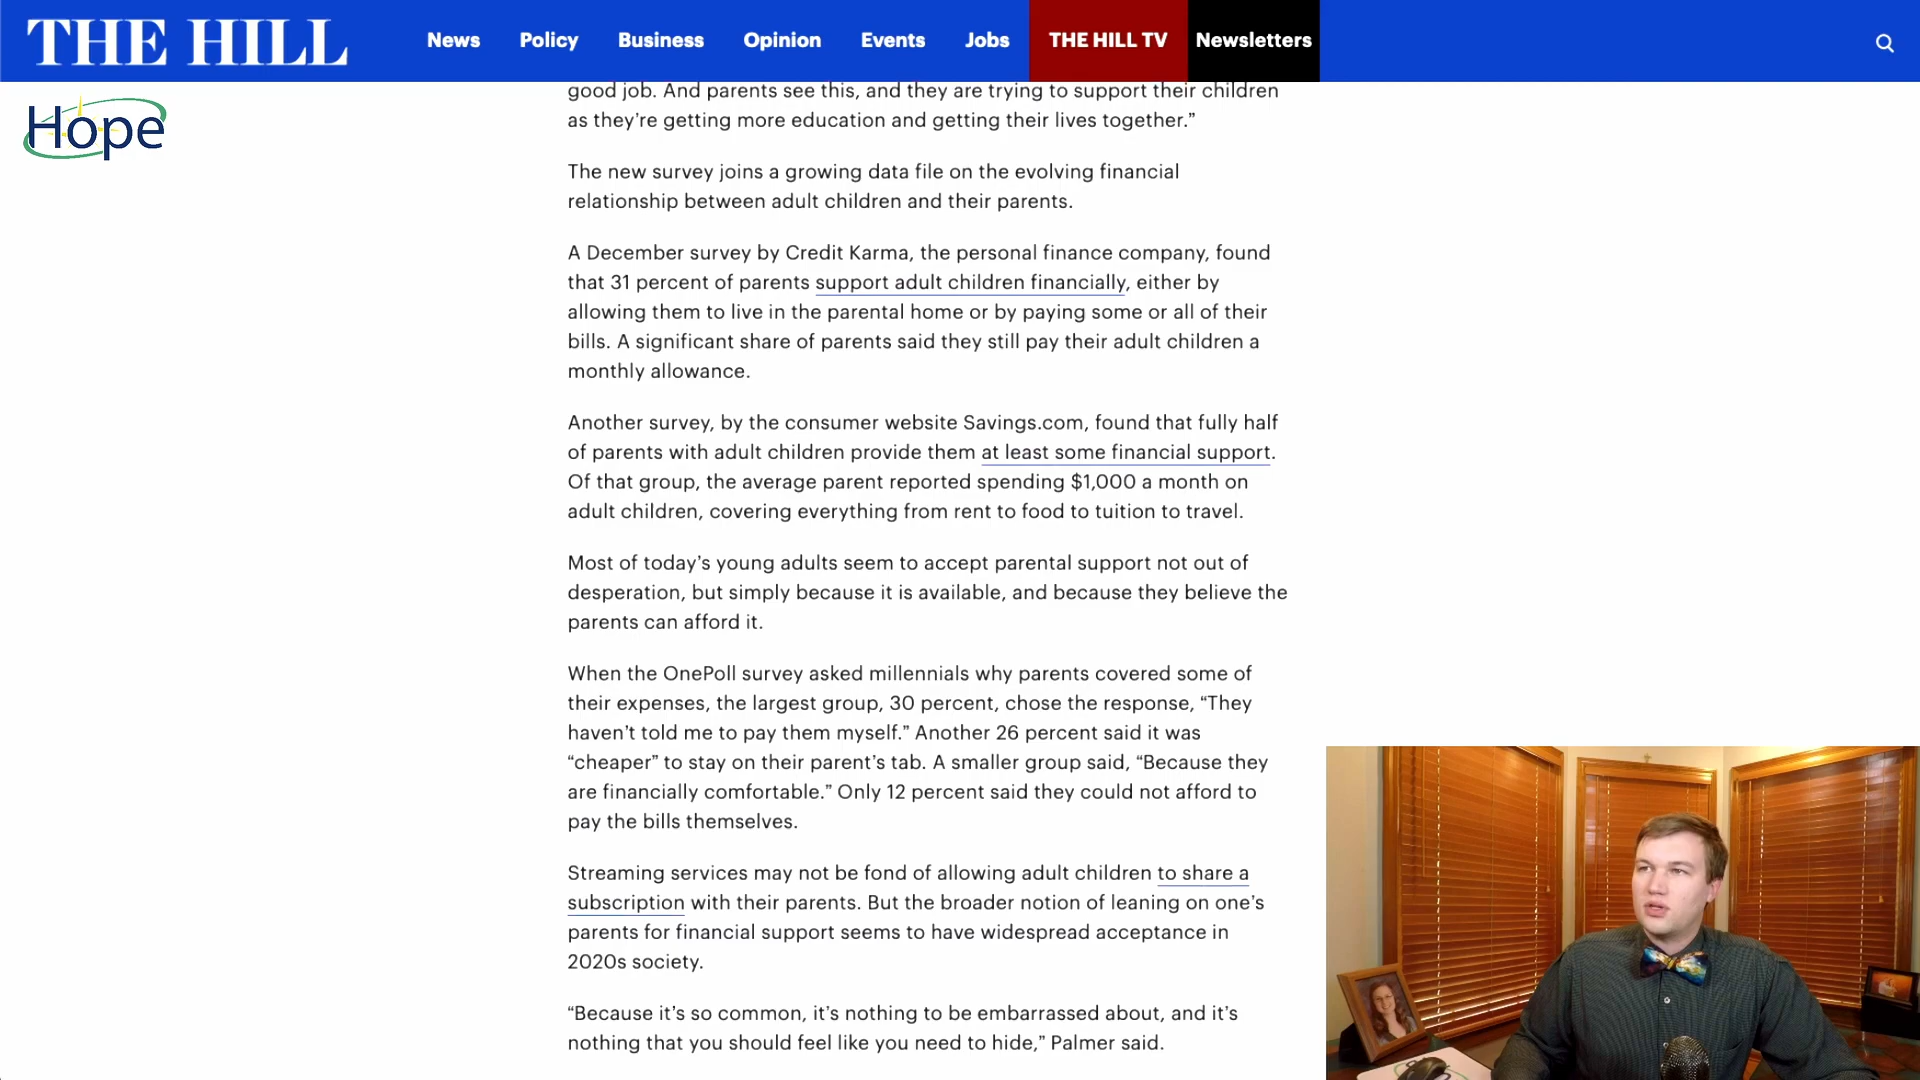 THE HILL
News Policy Business Opinion Events Jobs THE HILL TV Newsletters
Hope
good job. And parents see this, and they are trying to support their children
as they’re getting more education and getting their lives together.”
The new survey joins a growing data file on the evolving financial
relationship between adult children and their parents.
A December survey by Credit Karma, the personal finance company, found
that 31 percent of parents support adult children financially, either by
allowing them to live in the parental home or by paying some or all of their
bills. A significant share of parents said they still pay their adult children a
monthly allowance.
Another survey, by the consumer website Savings.com, found that fully half
of parents with adult children provide them at least some financial support.
Of that group, the average parent reported spending $1,000 a month on
adult children, covering everything from rent to food to tuition to travel.
Most of today’s young adults seem to accept parental support not out of
desperation, but simply because it is available, and because they believe the
parents can afford it.
When the OnePoll survey asked millennials why parents covered some of
their expenses, the largest group, 30 percent, chose the response, “They
haven’t told me to pay them myself.” Another 26 percent said it was
“cheaper” to stay on their parent’s tab. A smaller group said, “Because they
are financially comfortable.” Only 12 percent said they could not afford to
pay the bills themselves.
Streaming services may not be fond of allowing adult children to share a
subscription with their parents. But the broader notion of leaning on one’s
parents for financial support seems to have widespread acceptance in
2020s society.
“Because it’s so common, it’s nothing to be embarrassed about, and it’s
nothing that you should feel like you need to hide,” Palmer said.